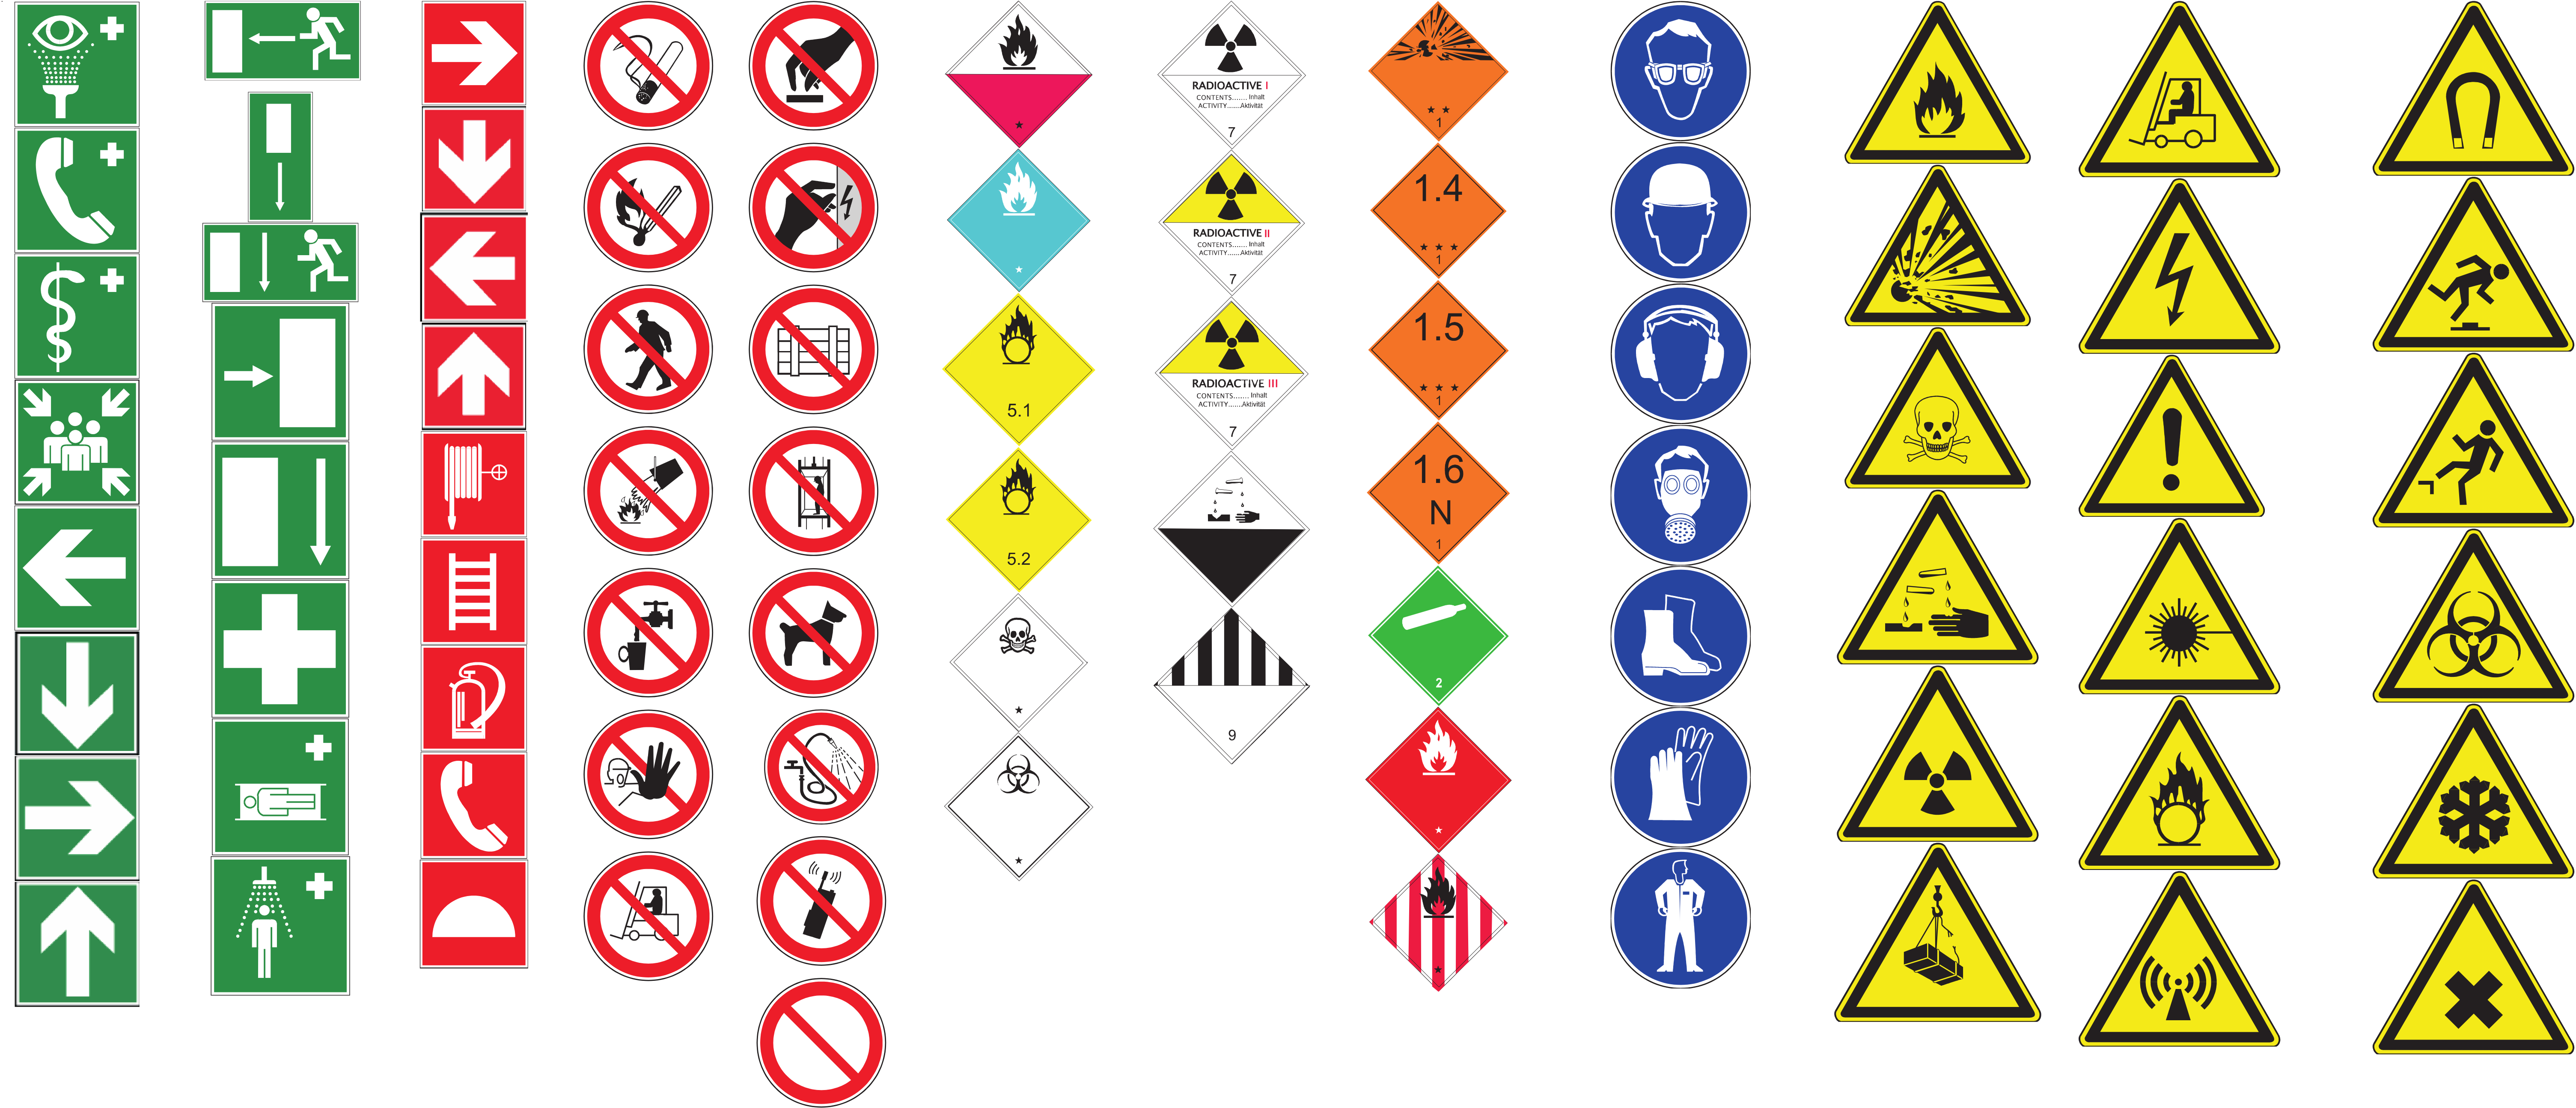 RADIOACTIVE I
CONTENTS....... Inhalt
ACTIVITY......Aktivität
7
RADIOACTIVE II
CONTENTS....... Inhalt
ACTIVITY......Aktivität
7
RADIOACTIVE III
CONTENTS....... Inhalt
ACTIVITY......Aktivität
7
9
5.1
5.2
1
1.4
1
1.5
1
1.6
N
1
2